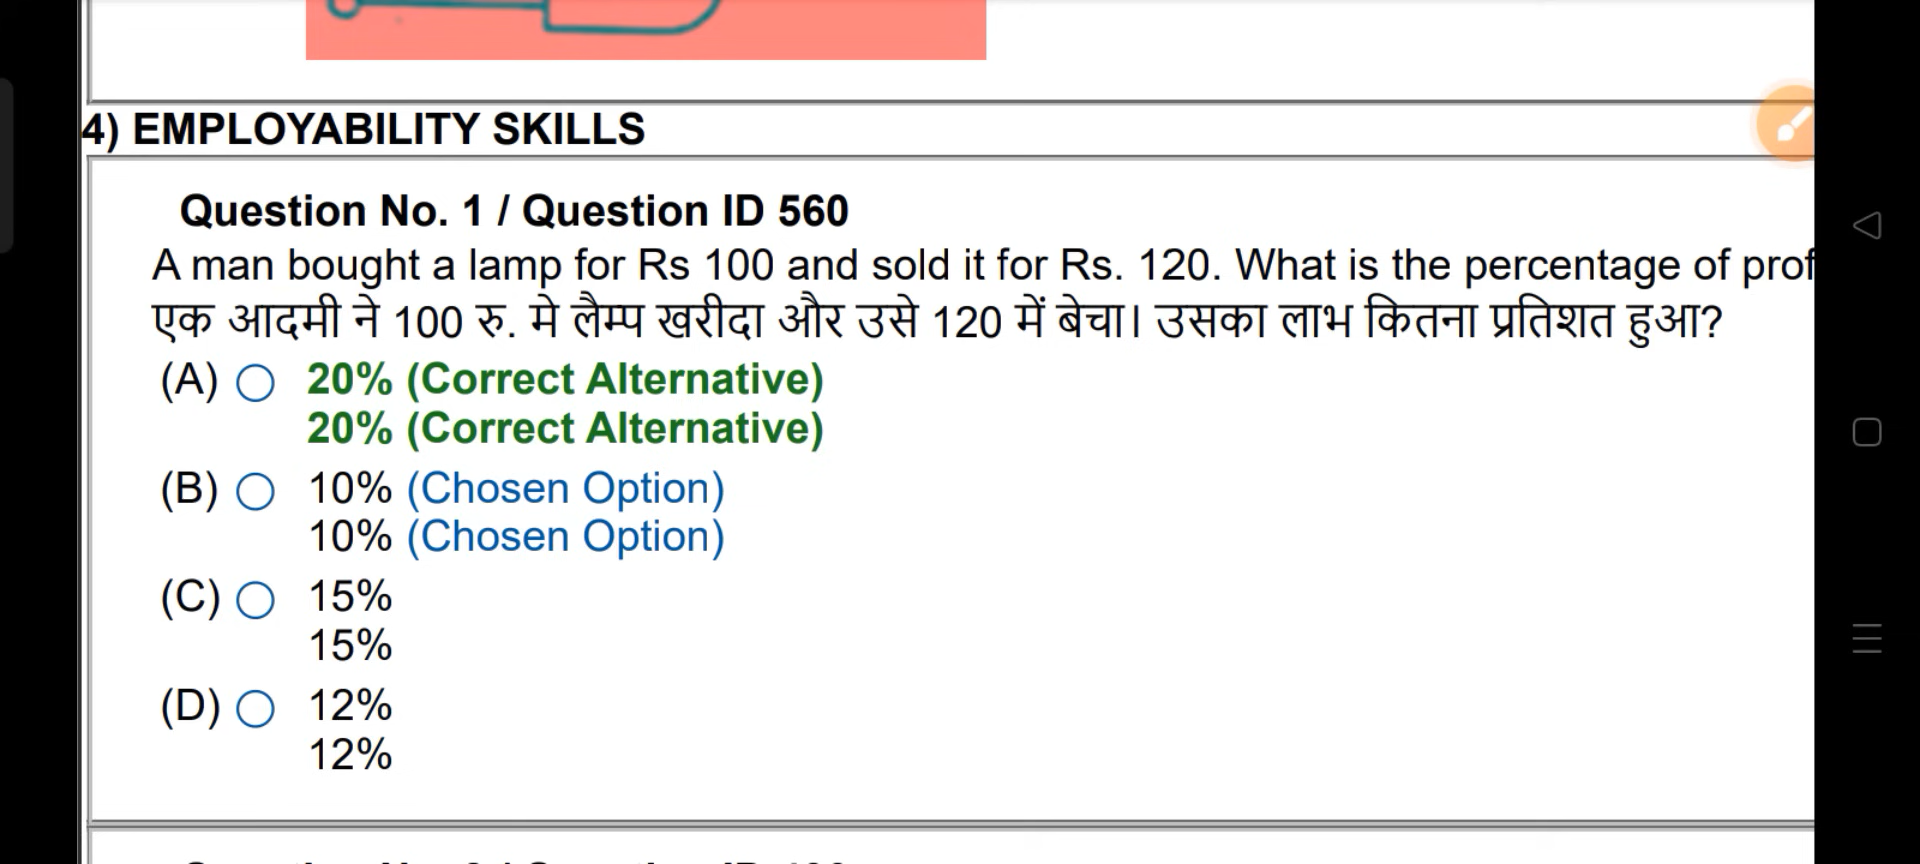 4) EMPLOYABILITY SKILLS
Question No. 1 / Question ID 560
A man bought a lamp for Rs 100 and sold it for Rs. 120. What is the percentage of prof
एक आदमी ने 100 रु. मे लैम्प खरीदा और उसे 120 में बेचा। उसका लाभ कितना प्रतिशत हुआ?
(A) 20% (Correct Alternative)
20% (Correct Alternative)
(B) 10% (Chosen Option)
10% (Chosen Option)
(C) 15%
15%
(D) 12%
12%